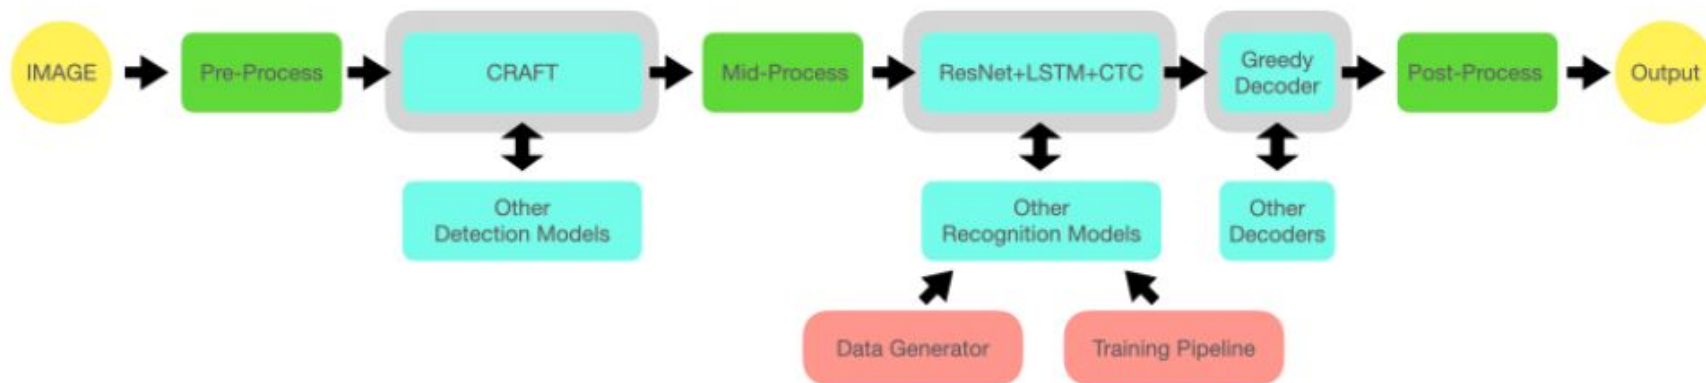 IMAGE
Pre-Process
CRAFT
Mid-Process
ResNet+LSTM+CTC
Greedy
Decoder
Post-Process
Output
Other
Detection Models
Other
Recognition Models
Other
Decoders
Data Generator
Training Pipeline